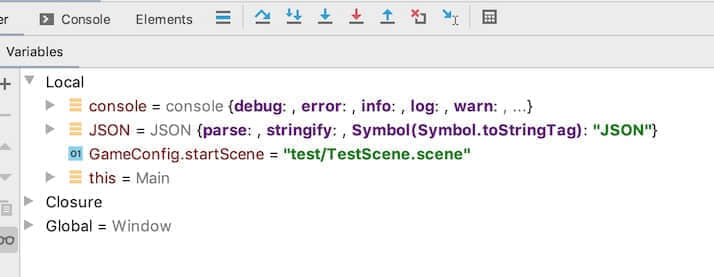 er Console Elements
Variables
Local
console = console {debug: , error: , info: , log: , warn: , ...}
JSON = JSON {parse: , stringify: , Symbol(Symbol.toStringTag): "JSON"}
01 GameConfig.startScene = "test/TestScene.scene"
this = Main
Closure
Global = Window